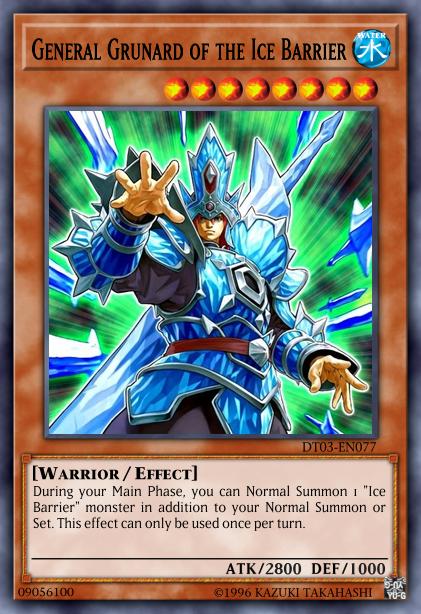 General Grunard of the Ice Barrier
WATER
水
DT03-EN077
[Warrior / Effect]
During your Main Phase, you can Normal Summon 1 "Ice
Barrier" monster in addition to your Normal Summon or
Set. This effect can only be used once per turn.
ATK/2800 DEF/1000
09056100
©1996 KAZUKI TAKAHASHI